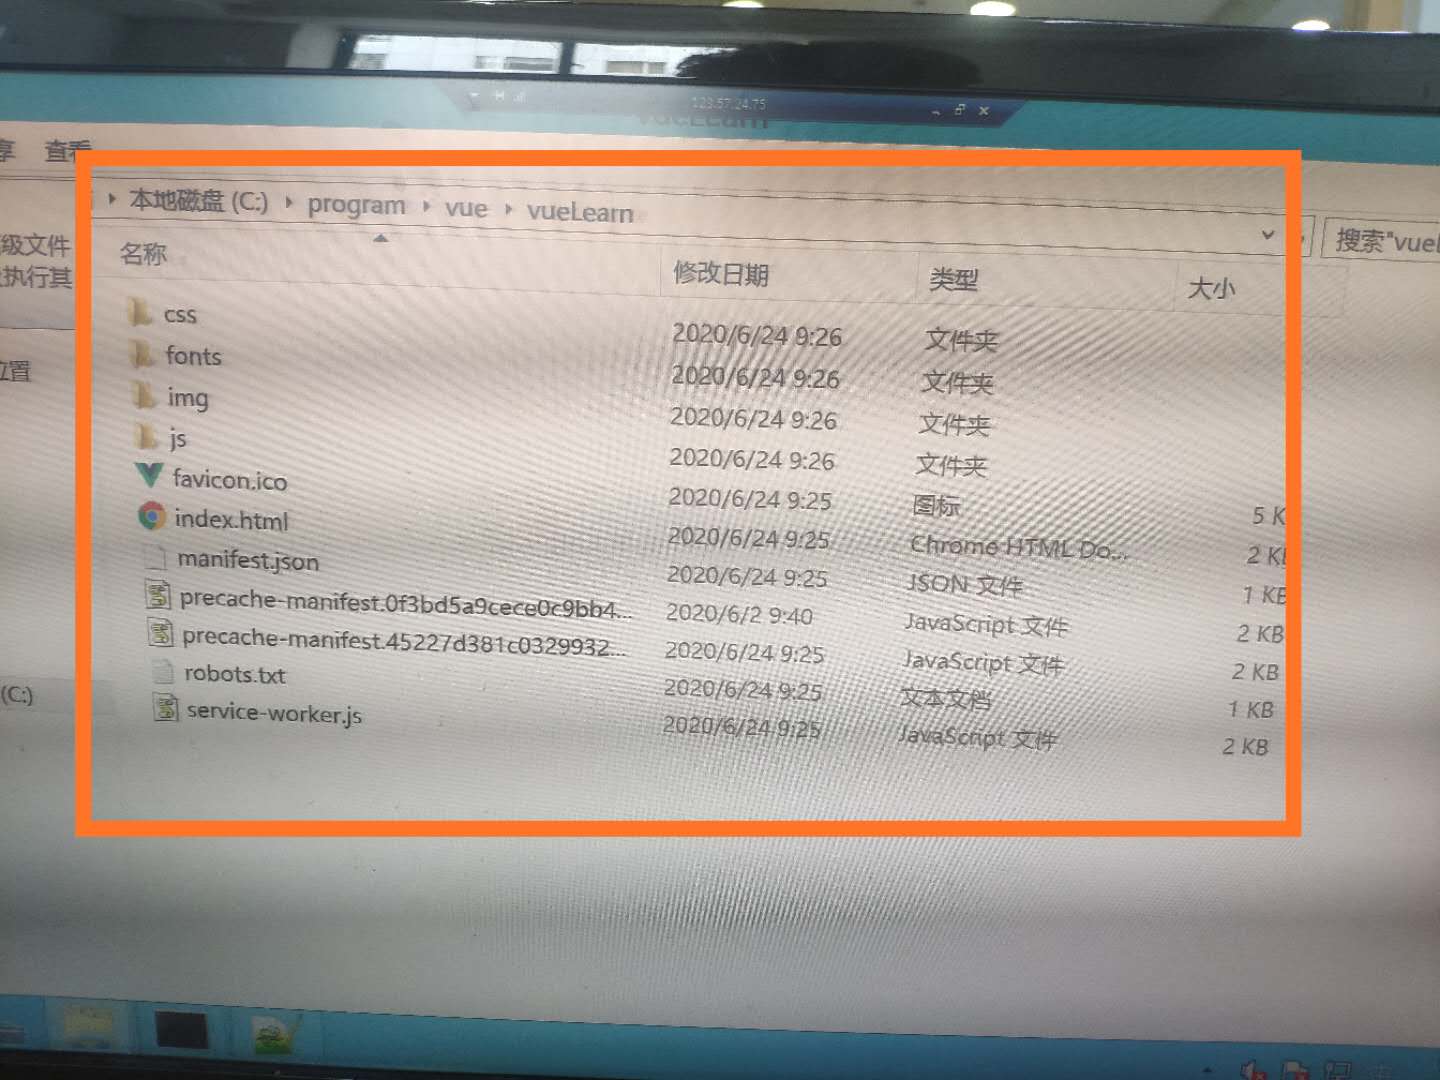 123.57.24.75
vueLearn
享 查看
本地磁盘 (C:) program vue vueLearn
搜索"vueL
级文件
执行其
位置
(C:)
名称 修改日期 类型 大小
css 2020/6/24 9:26 文件夹
fonts 2020/6/24 9:26 文件夹
img 2020/6/24 9:26 文件夹
js 2020/6/24 9:26 文件夹
favicon.ico 2020/6/24 9:25 图标 5 K
index.html 2020/6/24 9:25 Chrome HTML Do... 2 KB
manifest.json 2020/6/24 9:25 JSON 文件 1 KB
precache-manifest.0f3bd5a9cece0c9bb4... 2020/6/2 9:40 JavaScript 文件 2 KB
precache-manifest.45227d381c0329932... 2020/6/24 9:25 JavaScript 文件 2 KB
robots.txt 2020/6/24 9:25 文本文档 1 KB
service-worker.js 2020/6/24 9:25 JavaScript 文件 2 KB